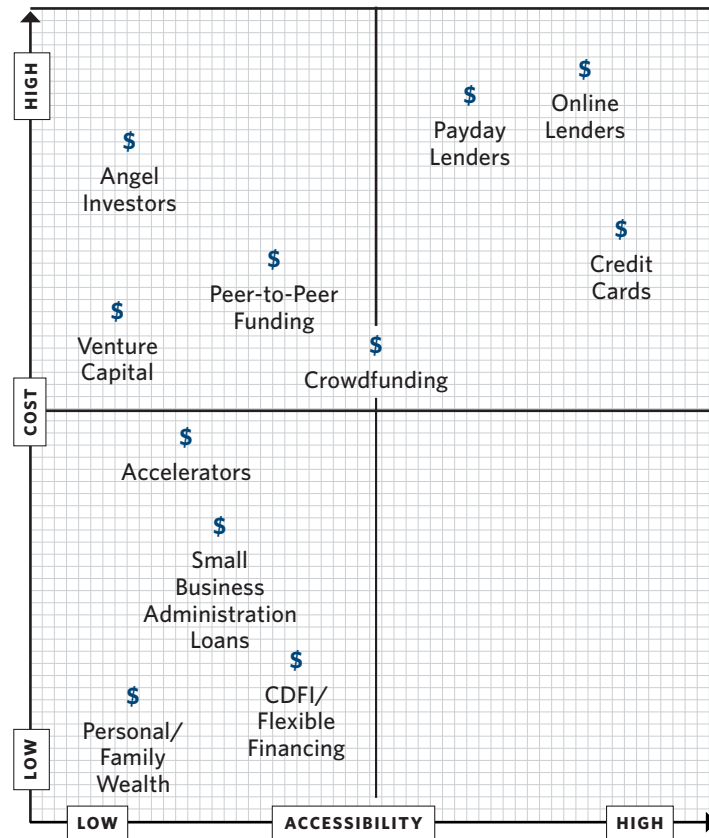 HIGH
$
Online
Lenders
$
Payday
Lenders
$
Angel
Investors
$
Credit
Cards
$
Peer-to-Peer
Funding
$
Venture
Capital
$
Crowdfunding
COST
$
Accelerators
$
Small
Business
Administration
Loans
$
CDFI/
Flexible
Financing
$
Personal/
Family
Wealth
LOW
LOW
ACCESSIBILITY
HIGH